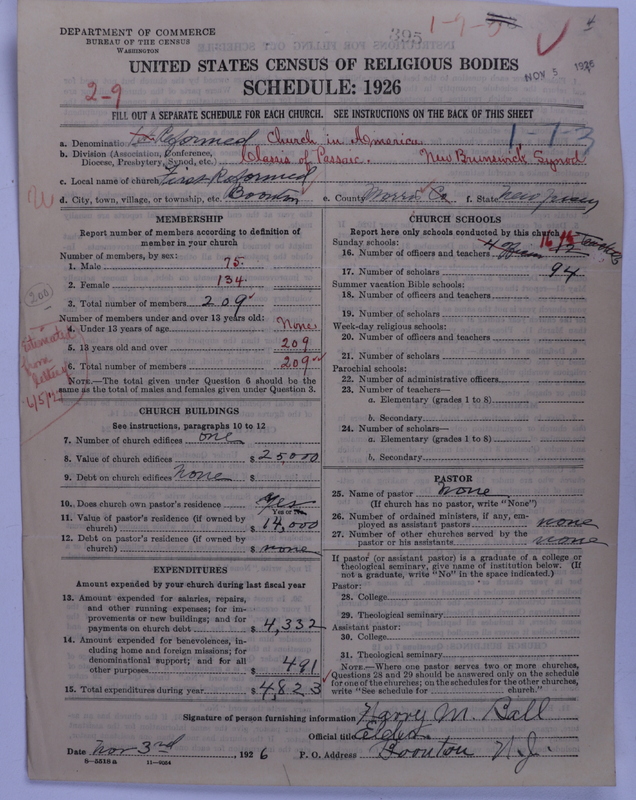 395
1-9-
NOV 5 1926
DEPARTMENT OF COMMERCE
BUREAU OF THE CENSUS
WASHINGTON
UNITED STATES CENSUS OF RELIGIOUS BODIES
SCHEDULE: 1926
2-9
FILL OUT A SEPARATE SCHEDULE FOR EACH CHURCH. SEE INSTRUCTIONS ON THE BACK OF THIS SHEET
1-7-3
a. Denomination Reformed Church in America
b. Division (Association, Conference, Diocese, Presbytery, Synod, etc.) Classis of Passaic. New Brunswick Synod
c. Local name of church First Reformed
d. City, town, village, or township, etc. Boonton e. County Morris Co f. State New Jersey
MEMBERSHIP
Report number of members according to definition of member in your church
Number of members, by sex:
1. Male 75
2. Female 134
3. Total number of members 209
Number of members under and over 13 years old:
4. Under 13 years of age None
5. 13 years old and over 209
6. Total number of members 209
NOTE.—The total given under Question 6 should be the same as the total of males and females given under Question 3.
(200)
estimated from letter
CHURCH BUILDINGS
See instructions, paragraphs 10 to 12
7. Number of church edifices one
8. Value of church edifices $ 25,000
9. Debt on church edifices None $
10. Does church own pastor's residence Yes
Yes or No
11. Value of pastor's residence (if owned by church) $ 14,000
12. Debt on pastor's residence (if owned by church) $ none
EXPENDITURES
Amount expended by your church during last fiscal year
13. Amount expended for salaries, repairs, and other running expenses; for improvements or new buildings; and for payments on church debt $ 4,332
14. Amount expended for benevolences, including home and foreign missions; for denominational support; and for all other purposes $ 491
15. Total expenditures during year $ 4,823
CHURCH SCHOOLS
Report here only schools conducted by this church
Sunday schools:
16. Number of officers and teachers 4 12 Teachers 16
17. Number of scholars 94
Summer vacation Bible schools:
18. Number of officers and teachers
19. Number of scholars
Week-day religious schools:
20. Number of officers and teachers
21. Number of scholars
Parochial schools:
22. Number of administrative officers
23. Number of teachers—
a. Elementary (grades 1 to 8)
b. Secondary
24. Number of scholars—
a. Elementary (grades 1 to 8)
b. Secondary
PASTOR
25. Name of pastor None
(If church has no pastor, write "None")
26. Number of ordained ministers, if any, employed as assistant pastors none
27. Number of other churches served by the pastor or his assistants none
If pastor (or assistant pastor) is a graduate of a college or theological seminary, give name of institution below. (If not a graduate, write "No" in the space indicated.)
Pastor:
28. College
29. Theological seminary
Assistant pastor:
30. College
31. Theological seminary
NOTE.—Where one pastor serves two or more churches, Questions 28 and 29 should be answered only on the schedule for one of the churches; on the schedules for the other churches, write "See schedule for church."
Signature of person furnishing information Harry M. Ball
Official title Elder
Date Nov 3rd, 1926 P. O. Address Boonton N.J.
8-5518 a 11-9054